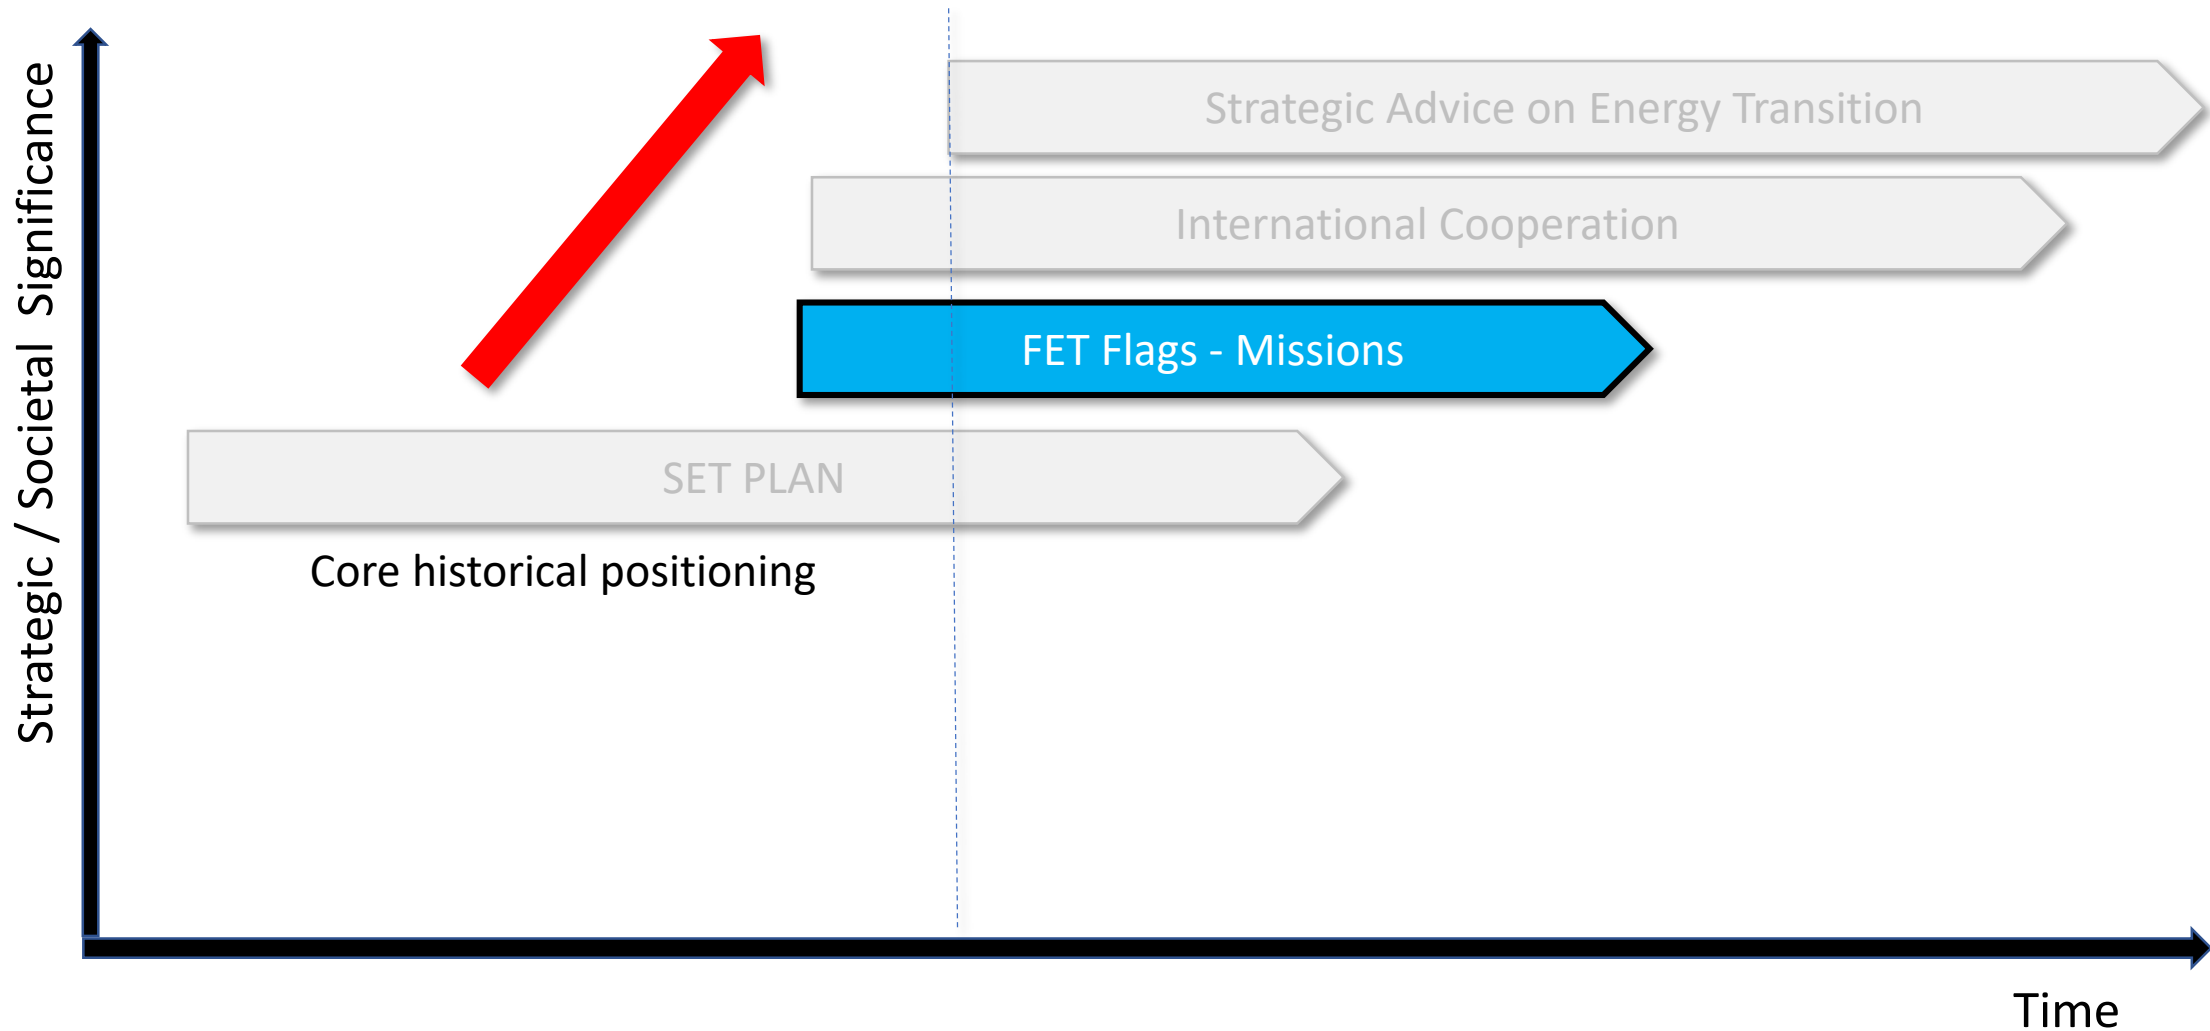 Strategic / Societal Significance
Strategic Advice on Energy Transition
International Cooperation
FET Flags - Missions
SET PLAN
Core historical positioning
Time